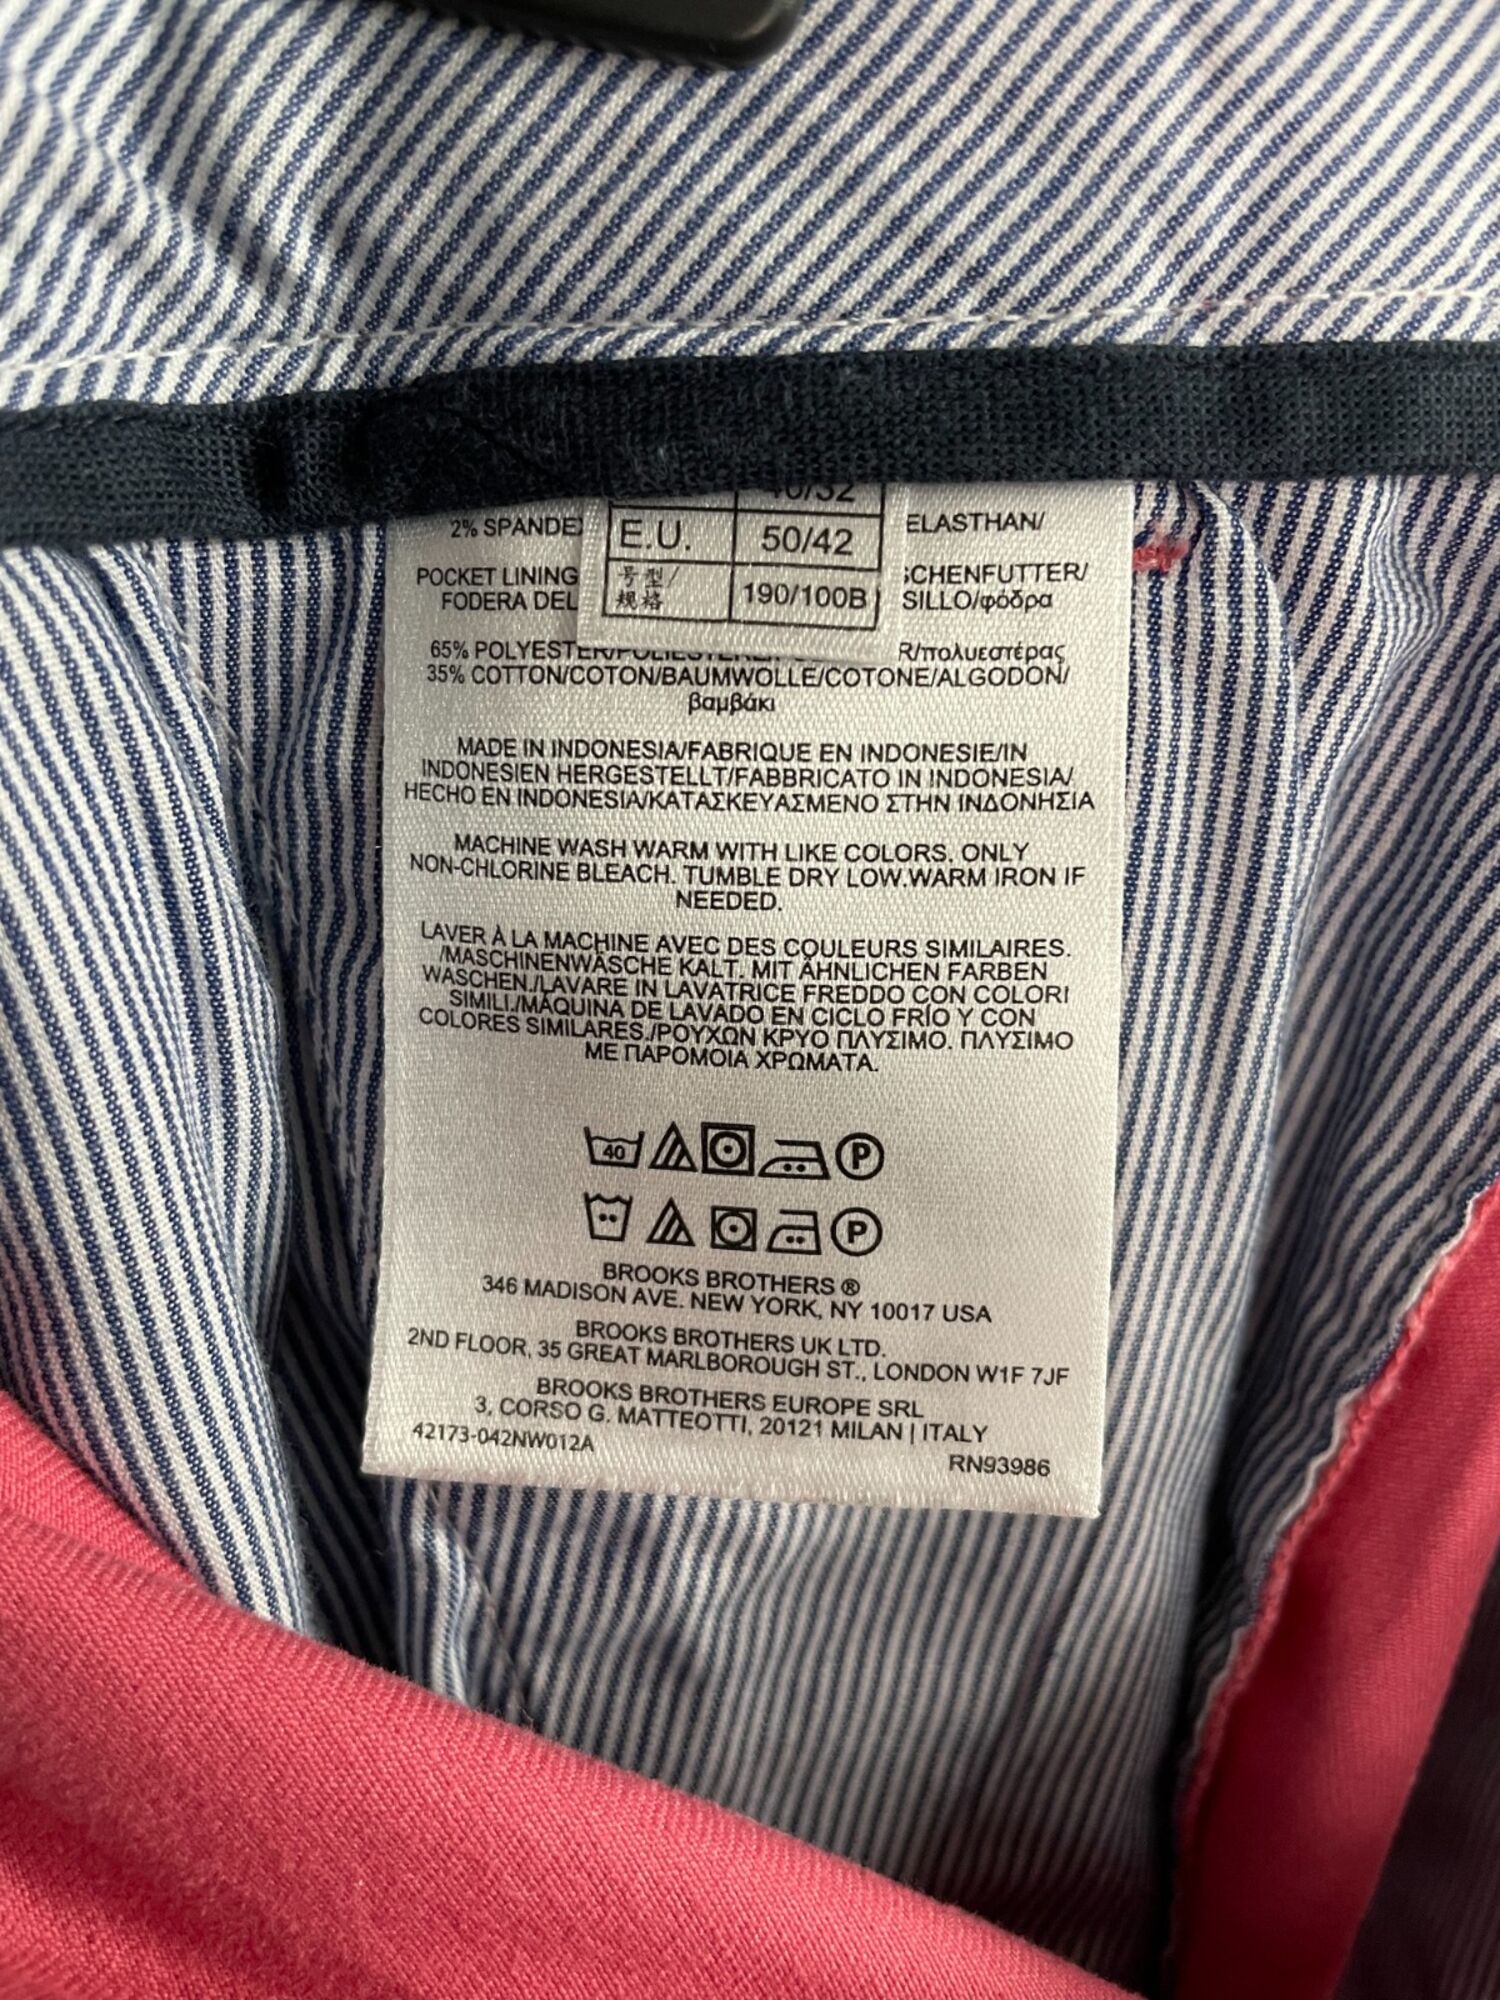 E.U. 50/42
号型/
规格 190/100B
2% SPANDEX ELASTHAN/
POCKET LINING SCHENFUTTER/
FODERA DEL SILLO/φόδρα
65% POLYESTER R/πολυεστέρας
35% COTTON/COTON/BAUMWOLLE/COTONE/ALGODON/
βαμβάκι
MADE IN INDONESIA/FABRIQUE EN INDONESIE/IN
INDONESIEN HERGESTELLT/FABBRICATO IN INDONESIA/
HECHO EN INDONESIA/ΚΑΤΑΣΚΕΥΑΣΜΕΝΟ ΣΤΗΝ ΙΝΔΟΝΗΣΙΑ
MACHINE WASH WARM WITH LIKE COLORS. ONLY
NON-CHLORINE BLEACH. TUMBLE DRY LOW.WARM IRON IF
NEEDED.
LAVER À LA MACHINE AVEC DES COULEURS SIMILAIRES.
/MASCHINENWÄSCHE KALT. MIT ÄHNLICHEN FARBEN
WASCHEN./LAVARE IN LAVATRICE FREDDO CON COLORI
SIMILI./MÁQUINA DE LAVADO EN CICLO FRÍO Y CON
COLORES SIMILARES./ΡΟΥΧΩΝ ΚΡΥΟ ΠΛΥΣΙΜΟ. ΠΛΥΣΙΜΟ
ΜΕ ΠΑΡΟΜΟΙΑ ΧΡΩΜΑΤΑ.
40 P
P
BROOKS BROTHERS ®
346 MADISON AVE. NEW YORK, NY 10017 USA
BROOKS BROTHERS UK LTD.
2ND FLOOR, 35 GREAT MARLBOROUGH ST., LONDON W1F 7JF
BROOKS BROTHERS EUROPE SRL
3, CORSO G. MATTEOTTI, 20121 MILAN | ITALY
42173-042NW012A RN93986